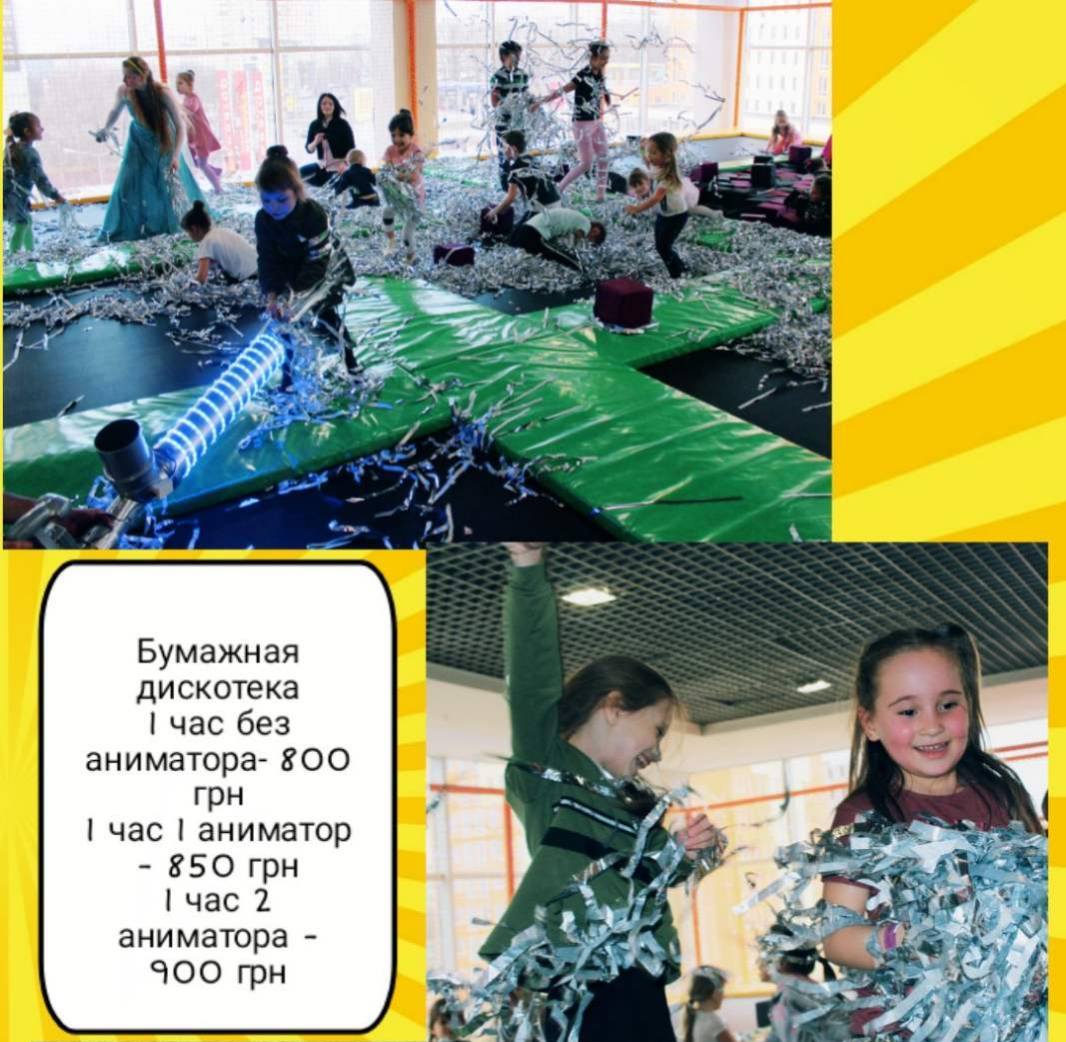 Бумажная
дискотека
1 час без
аниматора- 800
грн
1 час 1 аниматор
- 850 грн
1 час 2
аниматора -
900 грн